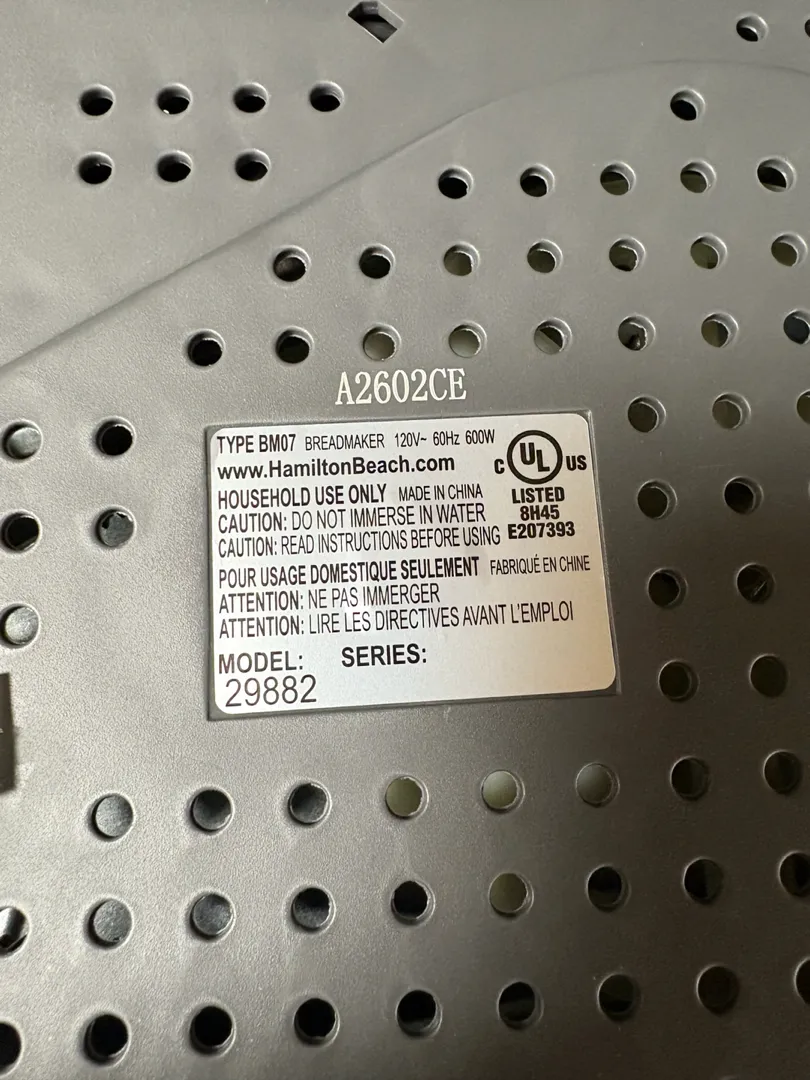 A2602CE
TYPE BM07 BREADMAKER 120V~ 60Hz 600W
www.HamiltonBeach.com
HOUSEHOLD USE ONLY MADE IN CHINA
CAUTION: DO NOT IMMERSE IN WATER
CAUTION: READ INSTRUCTIONS BEFORE USING
C UL US
LISTED
8H45
E207393
POUR USAGE DOMESTIQUE SEULEMENT FABRIQUÉ EN CHINE
ATTENTION: NE PAS IMMERGER
ATTENTION: LIRE LES DIRECTIVES AVANT L'EMPLOI
MODEL: SERIES:
29882